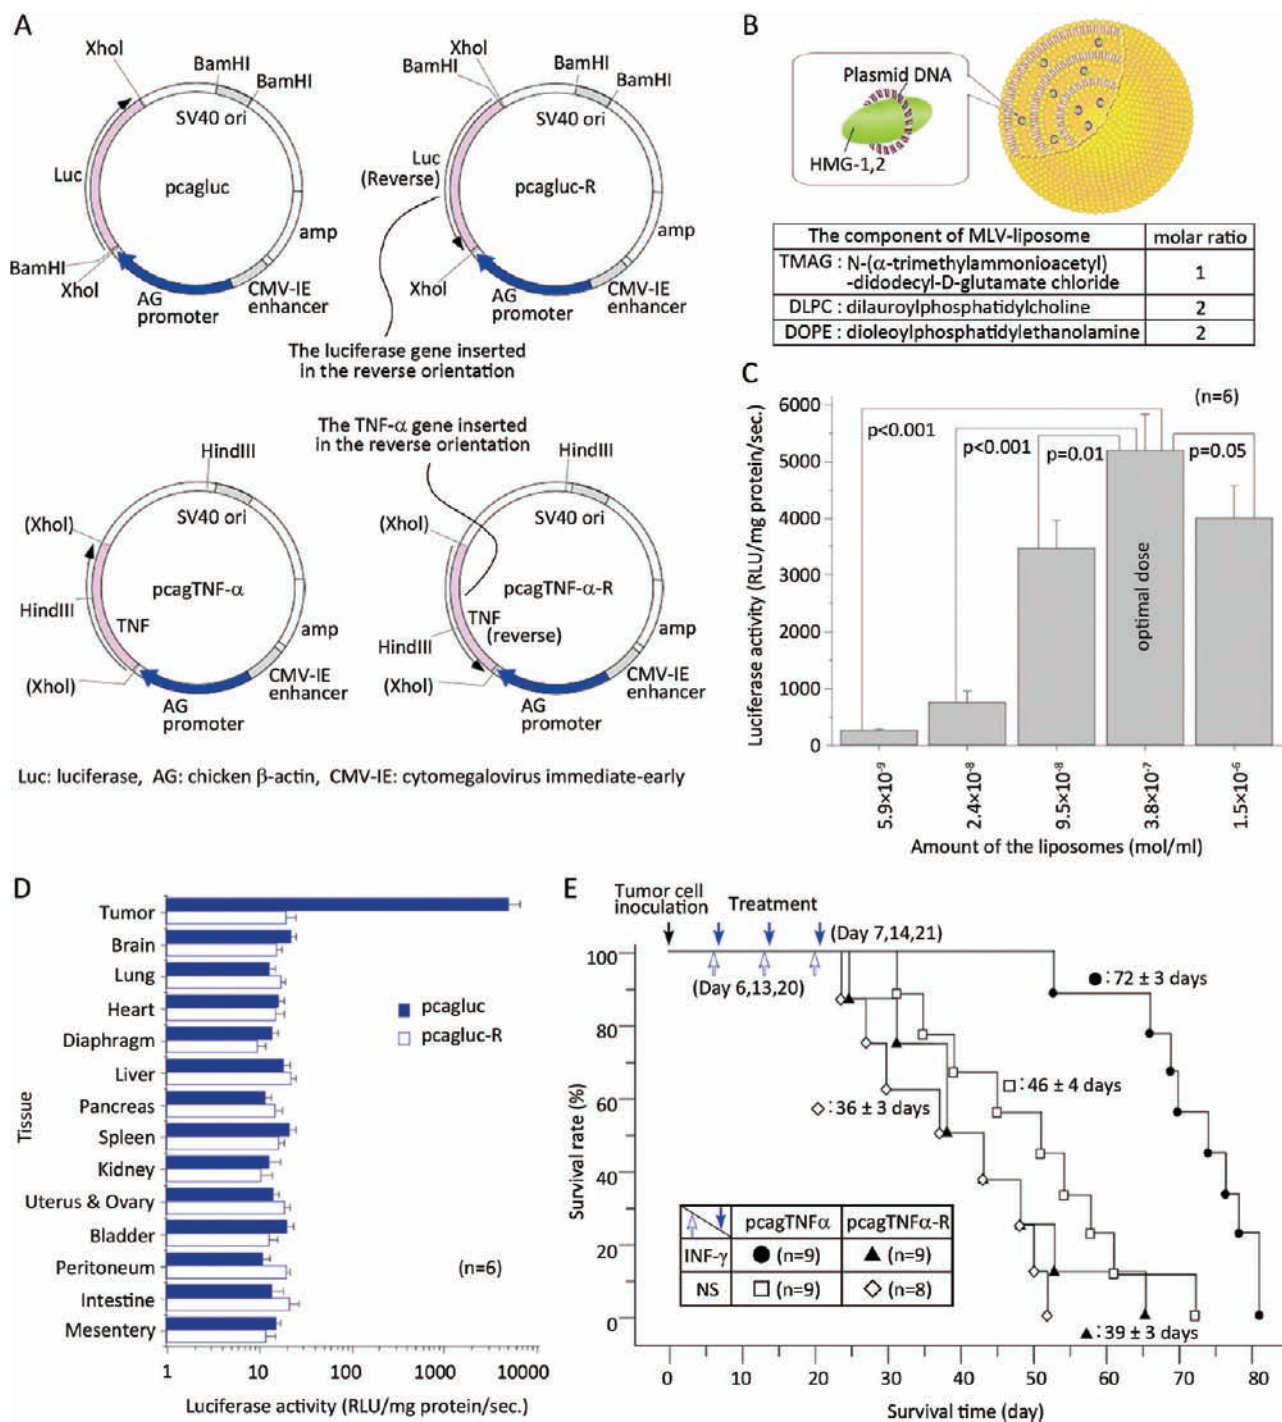 A
XhoI
BamHI
BamHI
SV40 ori
Luc
pcagluc
amp
BamHI
XhoI
AG
promoter
CMV-IE
enhancer
XhoI
BamHI
BamHI
BamHI
SV40 ori
Luc
(Reverse)
pcagluc-R
amp
XhoI
AG
promoter
CMV-IE
enhancer
The luciferase gene inserted
in the reverse orientation
The TNF-α gene inserted
in the reverse orientation
HindIII
(XhoI)
SV40 ori
pcagTNF-α
HindIII
TNF
amp
(XhoI)
AG
promoter
CMV-IE
enhancer
HindIII
(XhoI)
SV40 ori
pcagTNF-α-R
TNF
(reverse)
HindIII
amp
(XhoI)
AG
promoter
CMV-IE
enhancer
Luc: luciferase, AG: chicken β-actin, CMV-IE: cytomegalovirus immediate-early
B
Plasmid DNA
HMG-1,2
The component of MLV-liposome molar ratio
TMAG : N-(α-trimethylammonioacetyl)
-didodecyl-D-glutamate chloride 1
DLPC : dilauroylphosphatidylcholine 2
DOPE : dioleoylphosphatidylethanolamine 2
C
(n=6)
Luciferase activity (RLU/mg protein/sec.)
6000
5000
4000
3000
2000
1000
0
p<0.001
p<0.001
p=0.01
p=0.05
optimal dose
5.9×10⁻⁹
2.4×10⁻⁸
9.5×10⁻⁸
3.8×10⁻⁷
1.5×10⁻⁶
Amount of the liposomes (mol/ml)
D
Tissue
Tumor
Brain
Lung
Heart
Diaphragm
Liver
Pancreas
Spleen
Kidney
Uterus & Ovary
Bladder
Peritoneum
Intestine
Mesentery
pcagluc
pcagluc-R
(n=6)
1 10 100 1000 10000
Luciferase activity (RLU/mg protein/sec.)
E
Tumor cell
inoculation
Treatment
(Day 7,14,21)
(Day 6,13,20)
Survival rate (%)
100
80
60
40
20
0
: 72 ± 3 days
: 46 ± 4 days
: 36 ± 3 days
: 39 ± 3 days
pcagTNFα pcagTNFα-R
INF-γ (n=9) (n=9)
NS (n=9) (n=8)
0 10 20 30 40 50 60 70 80
Survival time (day)